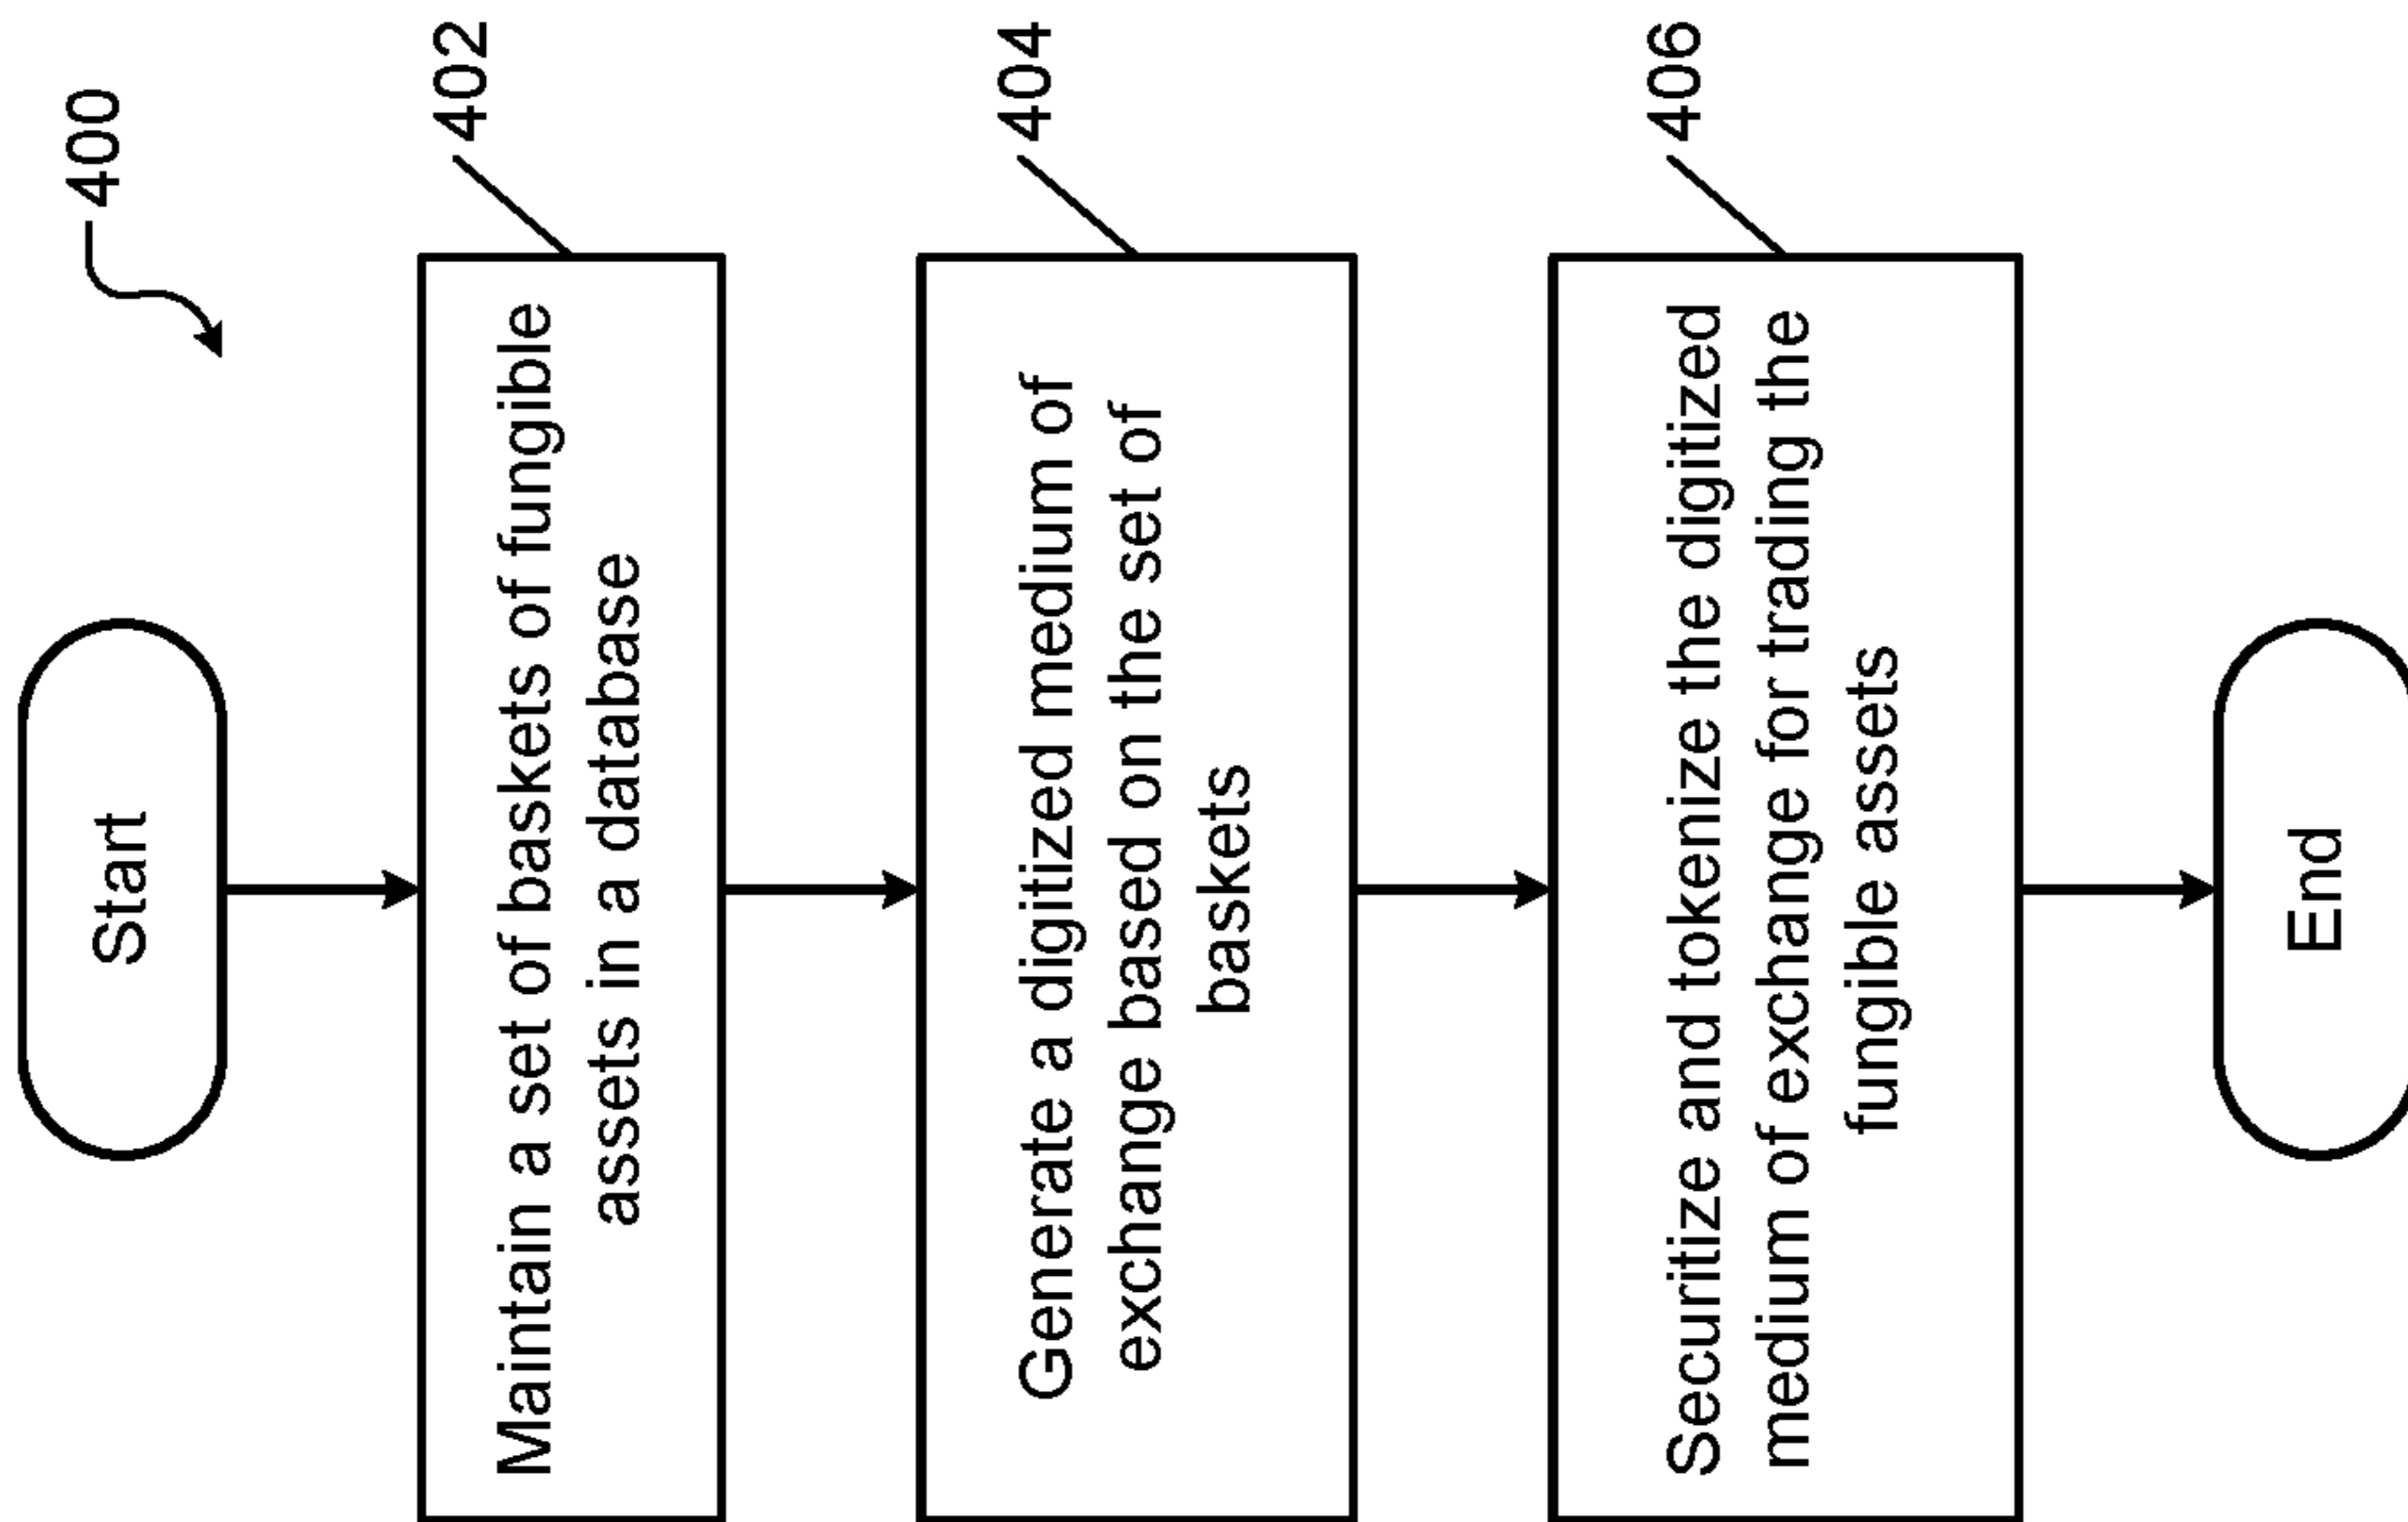 400
Start
402
Maintain a set of baskets of fungible
assets in a database
404
Generate a digitized medium of
exchange based on the set of
baskets
406
Securitize and tokenize the digitized
medium of exchange for trading the
fungible assets
End